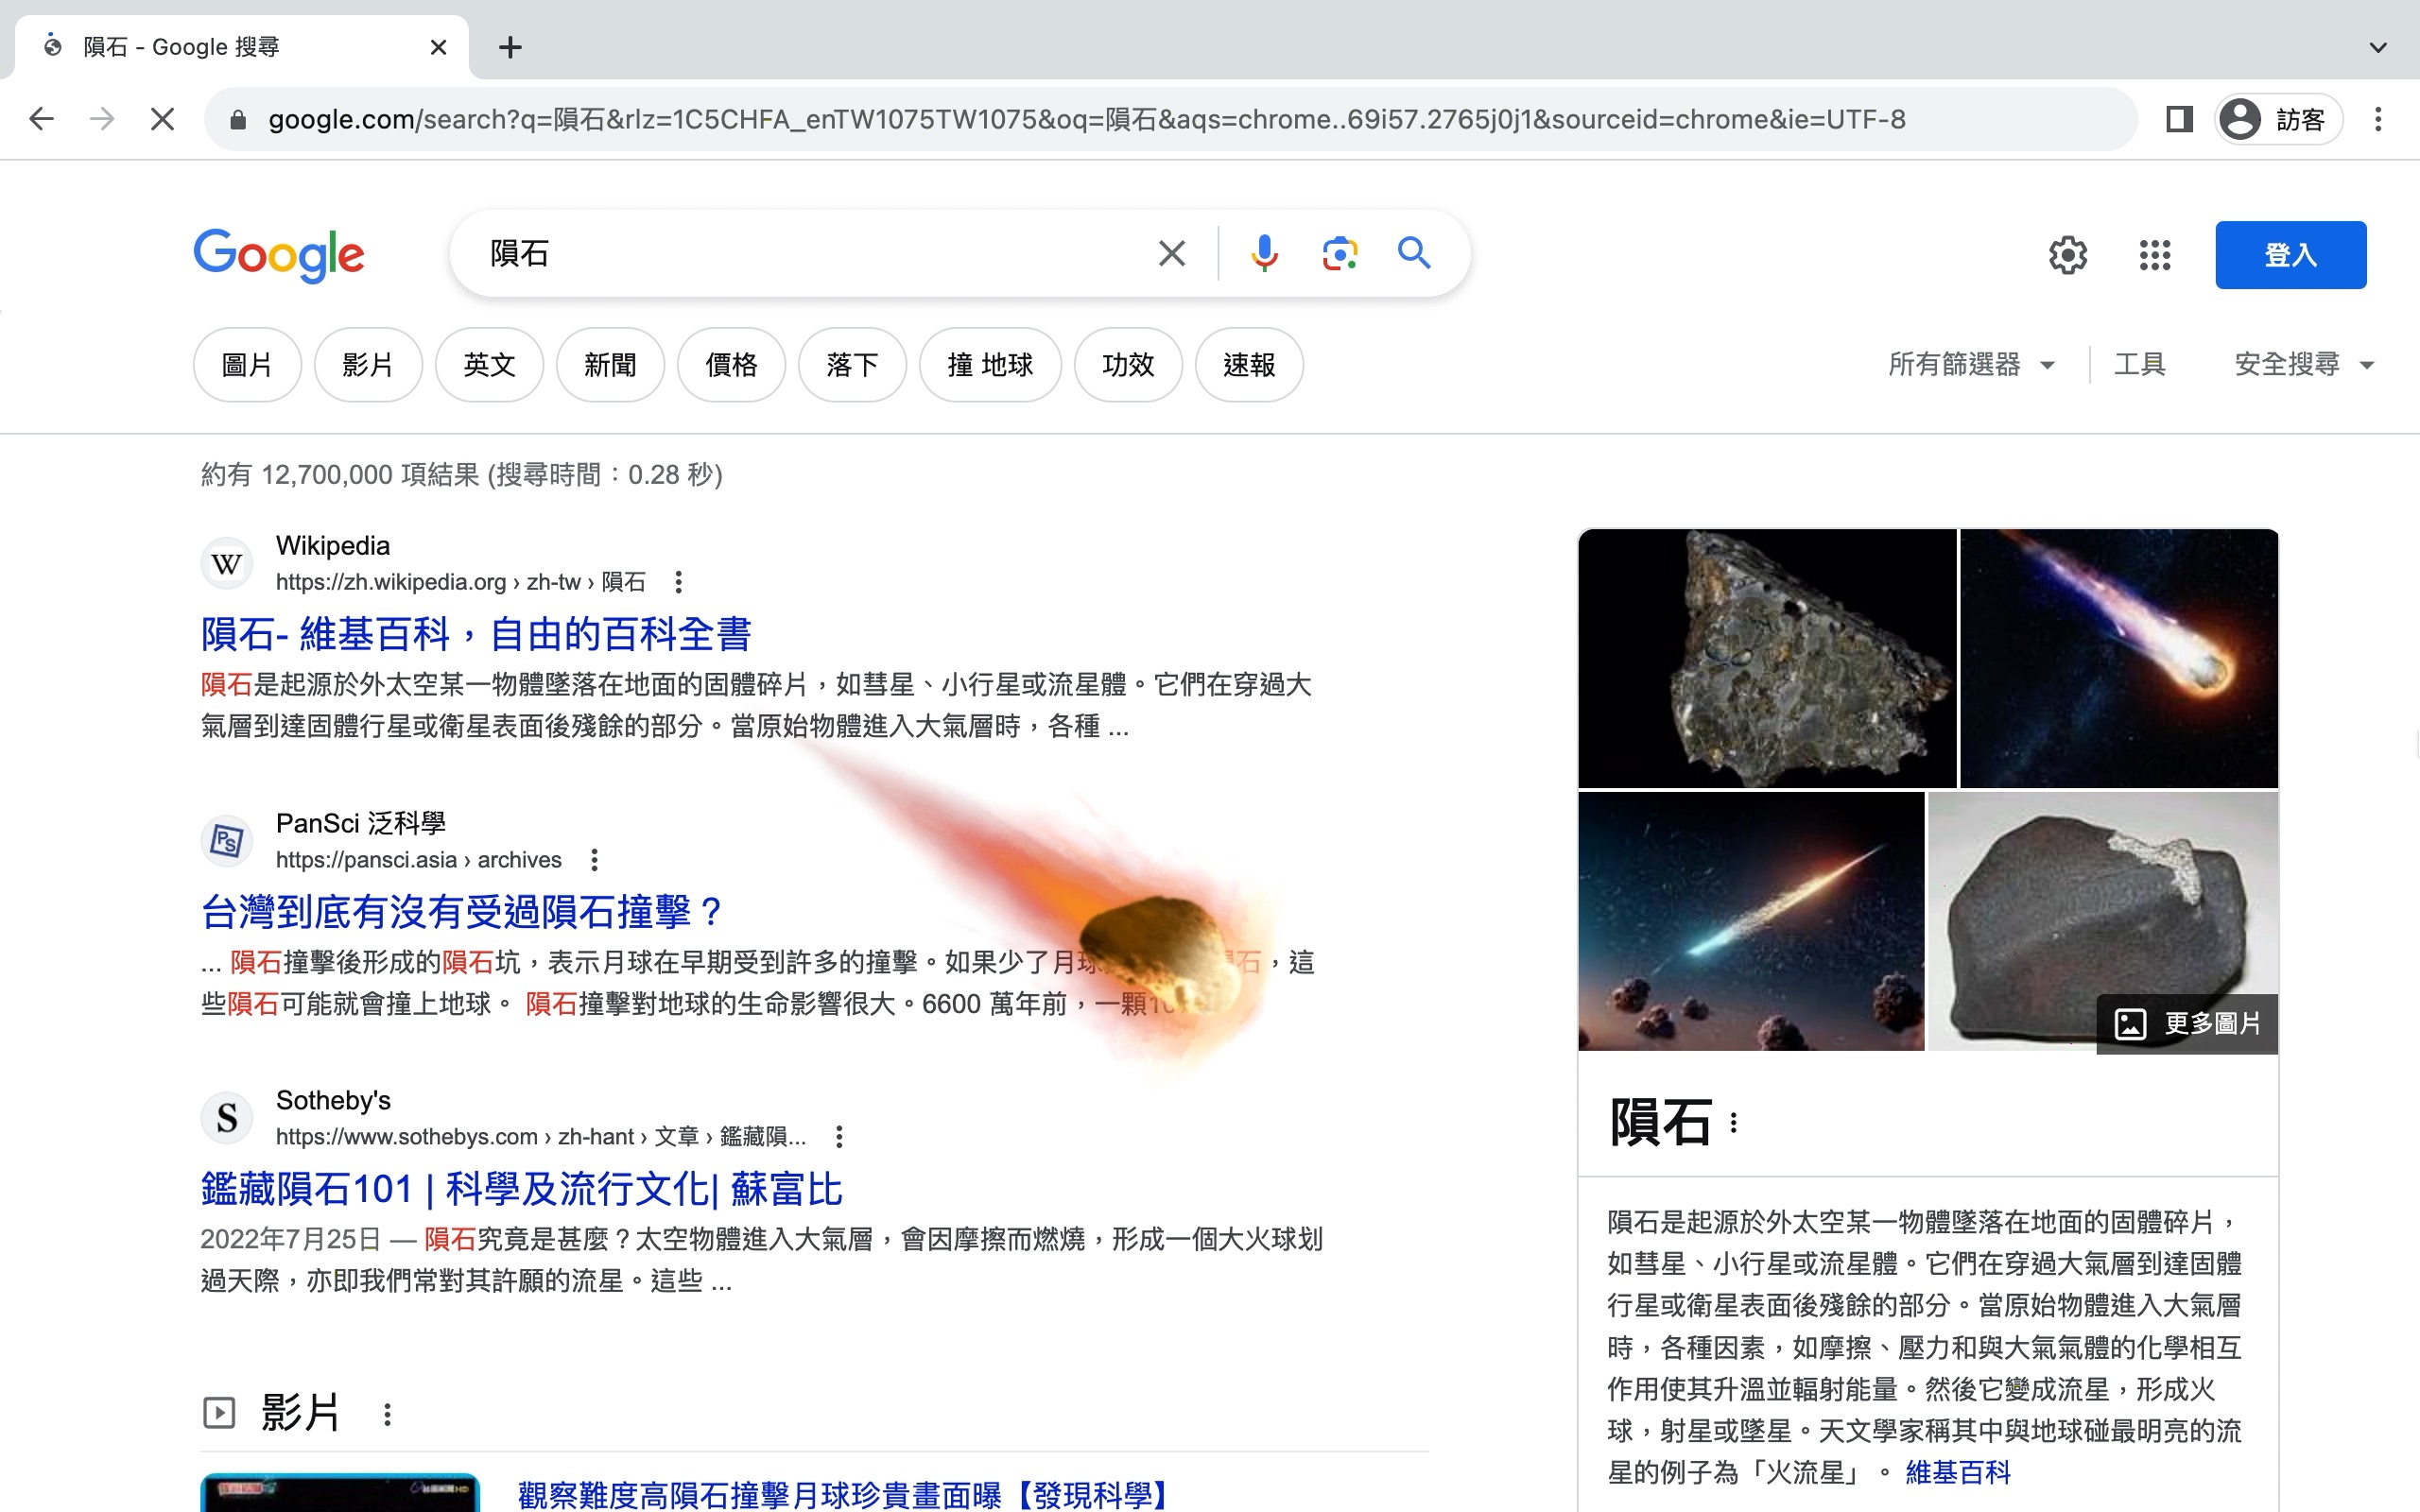 隕石 - Google 搜尋
google.com/search?q=隕石&rlz=1C5CHFA_enTW1075TW1075&oq=隕石&aqs=chrome..69i57.2765j0j1&sourceid=chrome&ie=UTF-8
訪客
Google
隕石
登入
圖片
影片
英文
新聞
價格
落下
撞 地球
功效
速報
所有篩選器
工具
安全搜尋
約有 12,700,000 項結果 (搜尋時間：0.28 秒)
W
Wikipedia
https://zh.wikipedia.org › zh-tw › 隕石
隕石- 維基百科，自由的百科全書
隕石是起源於外太空某一物體墜落在地面的固體碎片，如彗星、小行星或流星體。它們在穿過大
氣層到達固體行星或衛星表面後殘餘的部分。當原始物體進入大氣層時，各種 ...
PS
PanSci 泛科學
https://pansci.asia › archives
台灣到底有沒有受過隕石撞擊？
... 隕石撞擊後形成的隕石坑，表示月球在早期受到許多的撞擊。如果少了月球 石，這
些隕石可能就會撞上地球。 隕石撞擊對地球的生命影響很大。6600 萬年前，一顆
S
Sotheby's
https://www.sothebys.com › zh-hant › 文章 › 鑑藏隕...
鑑藏隕石101 | 科學及流行文化| 蘇富比
2022年7月25日 — 隕石究竟是甚麼？太空物體進入大氣層，會因摩擦而燃燒，形成一個大火球划
過天際，亦即我們常對其許願的流星。這些 ...
影片
觀察難度高隕石撞擊月球珍貴畫面曝【發現科學】
更多圖片
隕石
隕石是起源於外太空某一物體墜落在地面的固體碎片，
如彗星、小行星或流星體。它們在穿過大氣層到達固體
行星或衛星表面後殘餘的部分。當原始物體進入大氣層
時，各種因素，如摩擦、壓力和與大氣氣體的化學相互
作用使其升溫並輻射能量。然後它變成流星，形成火
球，射星或墜星。天文學家稱其中與地球碰最明亮的流
星的例子為「火流星」。 維基百科